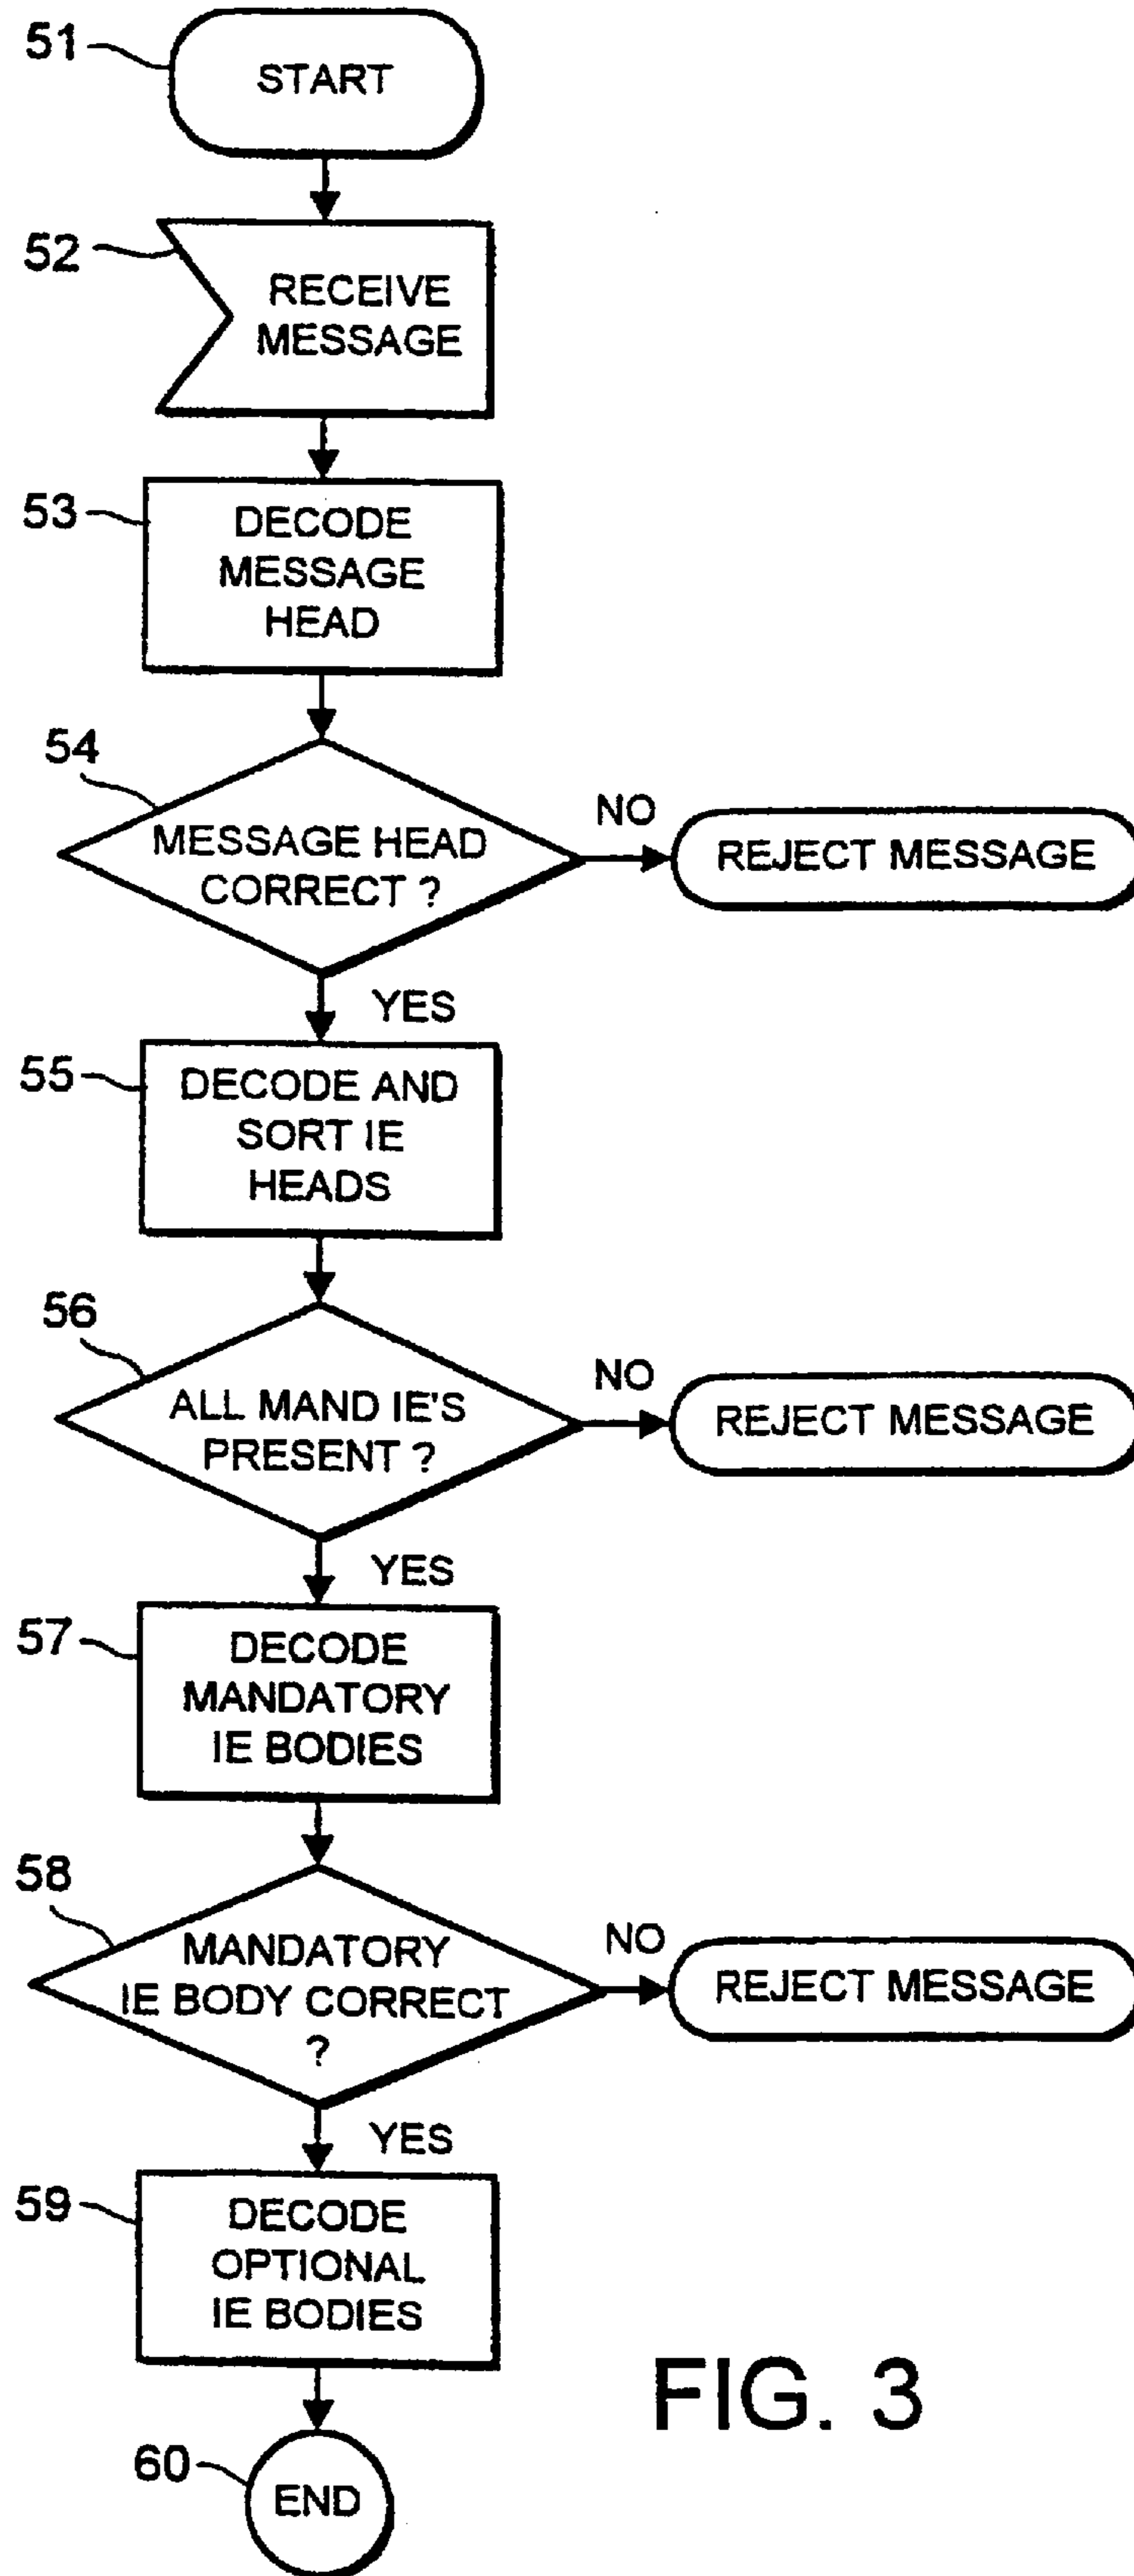 51
START
52
RECEIVE
MESSAGE
53
DECODE
MESSAGE
HEAD
54
MESSAGE HEAD
CORRECT ?
NO
REJECT MESSAGE
YES
55
DECODE AND
SORT IE
HEADS
56
ALL MAND IE'S
PRESENT ?
NO
REJECT MESSAGE
YES
57
DECODE
MANDATORY
IE BODIES
58
MANDATORY
IE BODY CORRECT
?
NO
REJECT MESSAGE
YES
59
DECODE
OPTIONAL
IE BODIES
60
END
FIG. 3